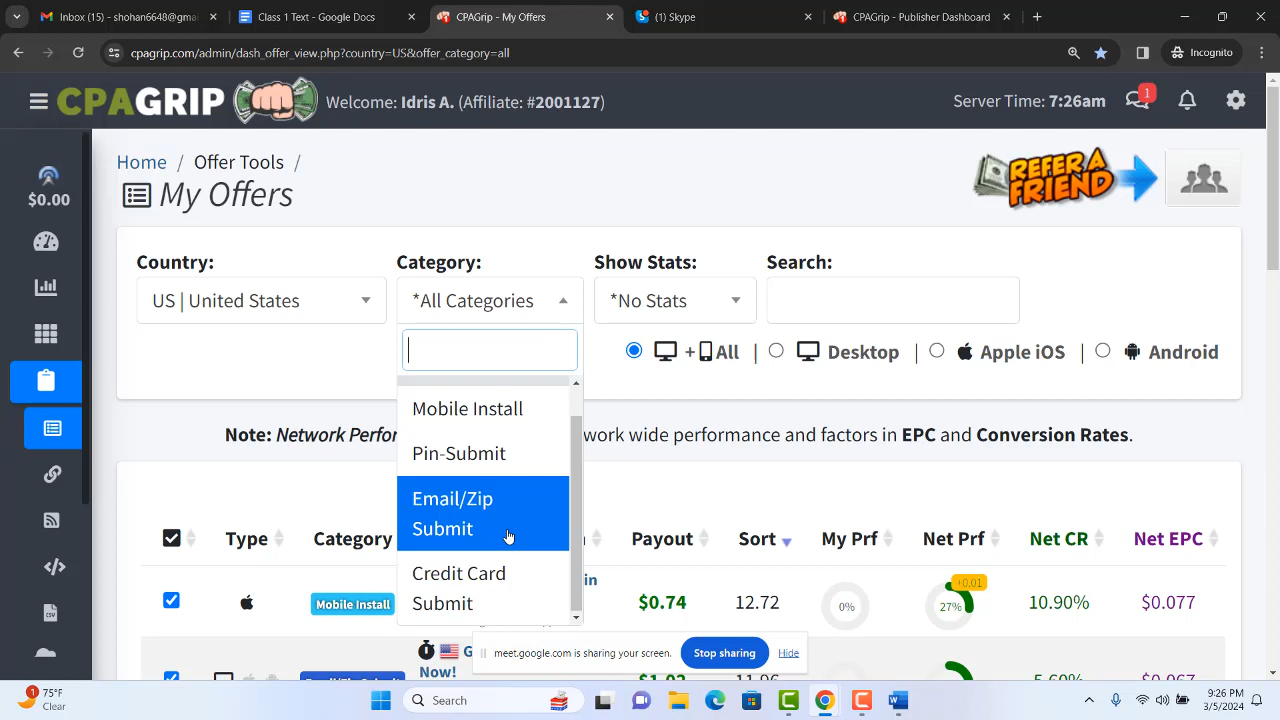 Inbox (15) - shohan6648@gmai
Class 1 Text - Google Docs
CPAGrip - My Offers
(1) Skype
CPAGrip - Publisher Dashboard
cpagrip.com/admin/dash_offer_view.php?country=US&offer_category=all
Incognito
CPAGRIP
Welcome: Idris A. (Affiliate: #2001127)
Server Time: 7:26am
1
$0.00
Home / Offer Tools /
My Offers
REFER A FRIEND
Country:
Category:
Show Stats:
Search:
US | United States
*All Categories
*No Stats
+ All | Desktop | Apple iOS | Android
Mobile Install
Pin-Submit
Email/Zip
Submit
Credit Card
Submit
Note: Network Perfor
work wide performance and factors in EPC and Conversion Rates.
Type
Category
Payout
Sort
My Prf
Net Prf
Net CR
Net EPC
in
Mobile Install
$0.74
12.72
0%
27%
+0.01
10.90%
$0.077
G
Now!
meet.google.com is sharing your screen.
Stop sharing
Hide
1
75°F
Clear
Search
9:26 PM
3/5/2024